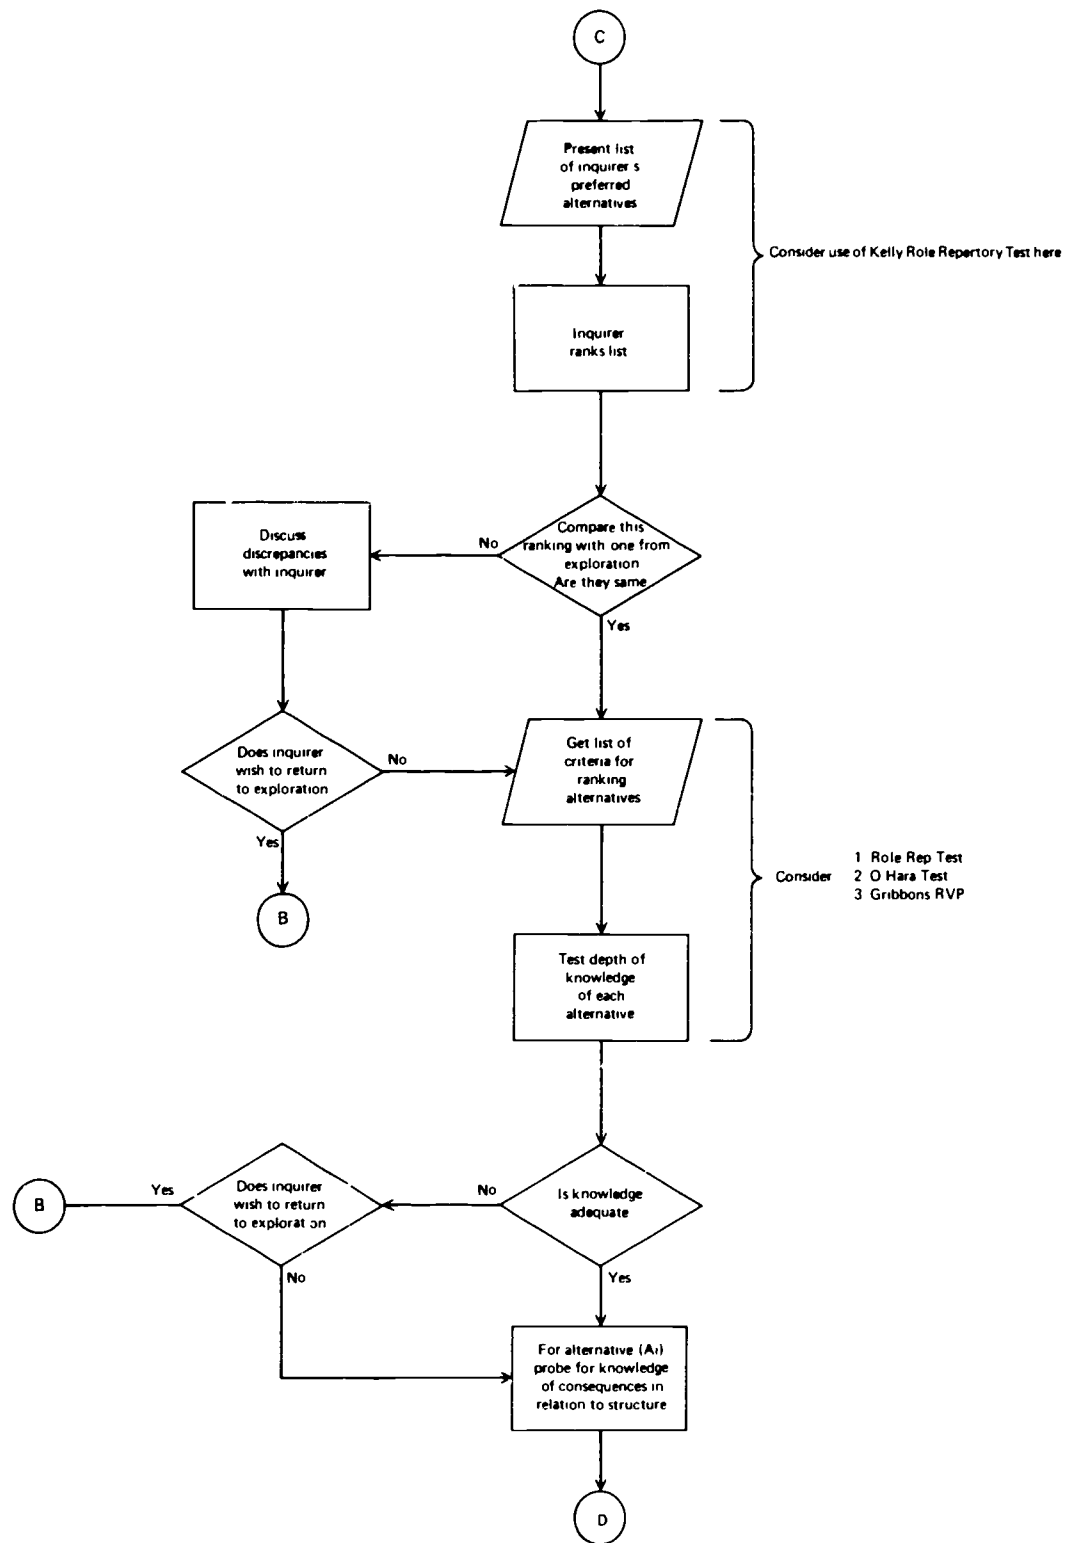 C
Present list
of inquirer s
preferred
alternatives
Consider use of Kelly Role Repertory Test here
Inquirer
ranks list
Compare this
ranking with one from
exploration
Are they same
No
Yes
Discuss
discrepancies
with inquirer
Does inquirer
wish to return
to exploration
No
Yes
B
Get list of
criteria for
ranking
alternatives
Consider
1 Role Rep Test
2 O Hara Test
3 Gribbons RVP
Test depth of
knowledge
of each
alternative
Is knowledge
adequate
No
Yes
Does inquirer
wish to return
to exploration
Yes
No
B
For alternative (Ai)
probe for knowledge
of consequences in
relation to structure
D